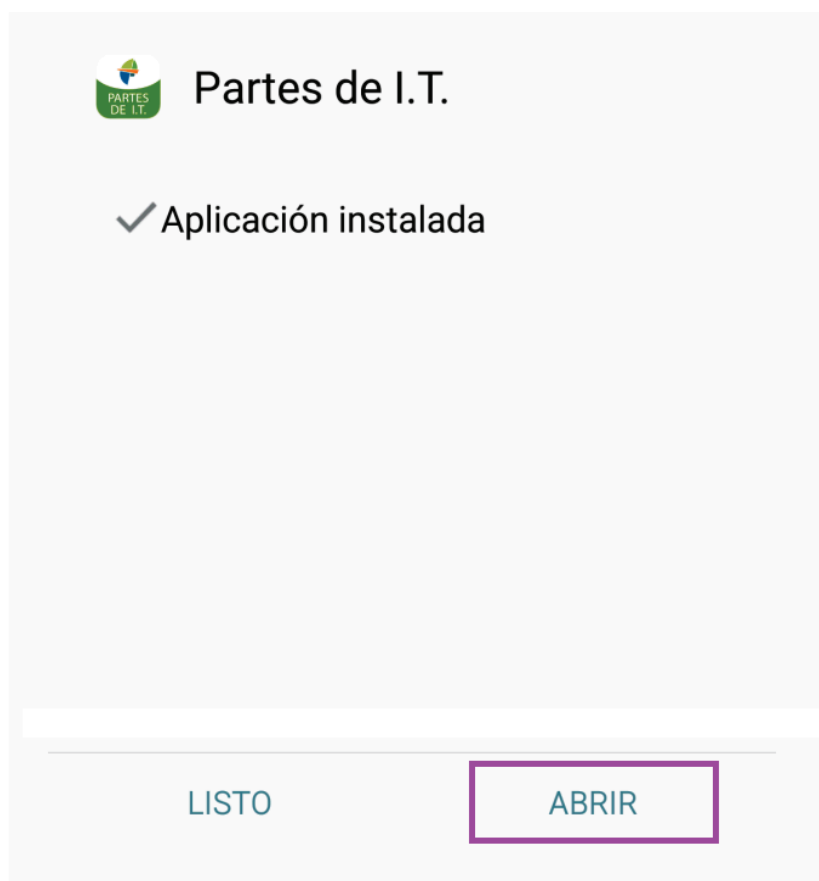 PARTES
DE I.T.
Partes de I.T.
Aplicación instalada
LISTO
ABRIR